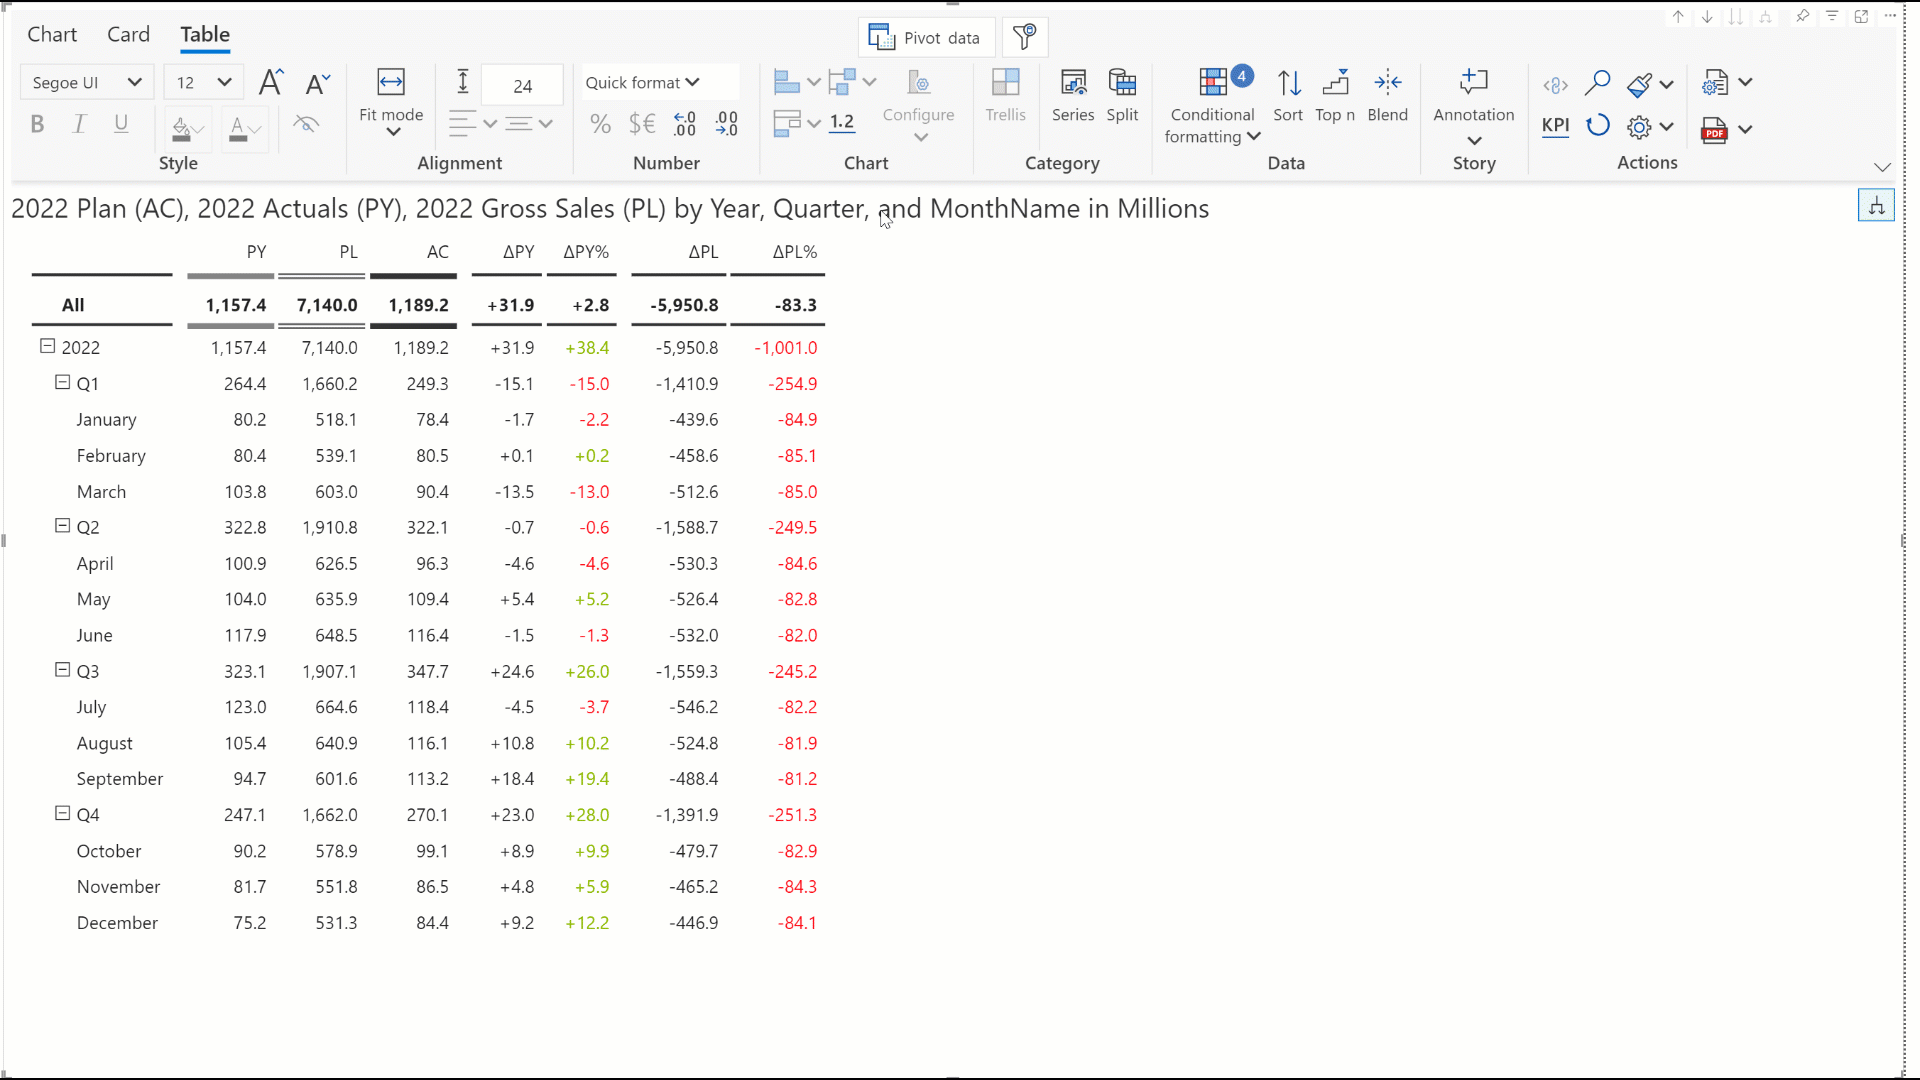 Chart Card Table
Pivot data
Segoe UI 12 A A 24 Quick format 4
Fit mode Configure Trellis Series Split Conditional formatting Sort Top n Blend Annotation
B I U A % $€ .0 .00 .00 .0 1.2 KPI PDF
Style Alignment Number Chart Category Data Story Actions
2022 Plan (AC), 2022 Actuals (PY), 2022 Gross Sales (PL) by Year, Quarter, and MonthName in Millions
PY PL AC ΔPY ΔPY% ΔPL ΔPL%
All 1,157.4 7,140.0 1,189.2 +31.9 +2.8 -5,950.8 -83.3
2022 1,157.4 7,140.0 1,189.2 +31.9 +38.4 -5,950.8 -1,001.0
Q1 264.4 1,660.2 249.3 -15.1 -15.0 -1,410.9 -254.9
January 80.2 518.1 78.4 -1.7 -2.2 -439.6 -84.9
February 80.4 539.1 80.5 +0.1 +0.2 -458.6 -85.1
March 103.8 603.0 90.4 -13.5 -13.0 -512.6 -85.0
Q2 322.8 1,910.8 322.1 -0.7 -0.6 -1,588.7 -249.5
April 100.9 626.5 96.3 -4.6 -4.6 -530.3 -84.6
May 104.0 635.9 109.4 +5.4 +5.2 -526.4 -82.8
June 117.9 648.5 116.4 -1.5 -1.3 -532.0 -82.0
Q3 323.1 1,907.1 347.7 +24.6 +26.0 -1,559.3 -245.2
July 123.0 664.6 118.4 -4.5 -3.7 -546.2 -82.2
August 105.4 640.9 116.1 +10.8 +10.2 -524.8 -81.9
September 94.7 601.6 113.2 +18.4 +19.4 -488.4 -81.2
Q4 247.1 1,662.0 270.1 +23.0 +28.0 -1,391.9 -251.3
October 90.2 578.9 99.1 +8.9 +9.9 -479.7 -82.9
November 81.7 551.8 86.5 +4.8 +5.9 -465.2 -84.3
December 75.2 531.3 84.4 +9.2 +12.2 -446.9 -84.1